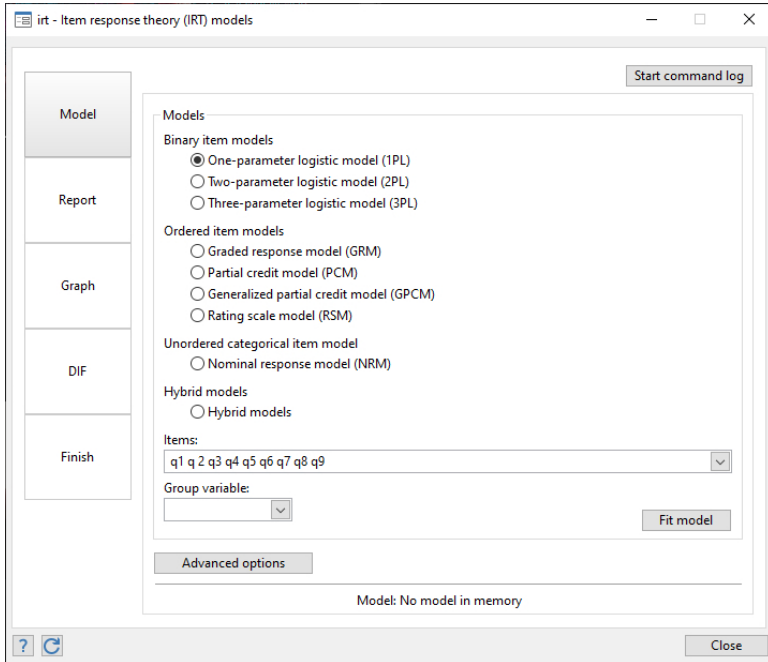 irt - Item response theory (IRT) models
Start command log
Model
Report
Graph
DIF
Finish
Models
Binary item models
One-parameter logistic model (1PL)
Two-parameter logistic model (2PL)
Three-parameter logistic model (3PL)
Ordered item models
Graded response model (GRM)
Partial credit model (PCM)
Generalized partial credit model (GPCM)
Rating scale model (RSM)
Unordered categorical item model
Nominal response model (NRM)
Hybrid models
Hybrid models
Items:
q1 q 2 q3 q4 q5 q6 q7 q8 q9
Group variable:
Fit model
Advanced options
Model: No model in memory
?
Close